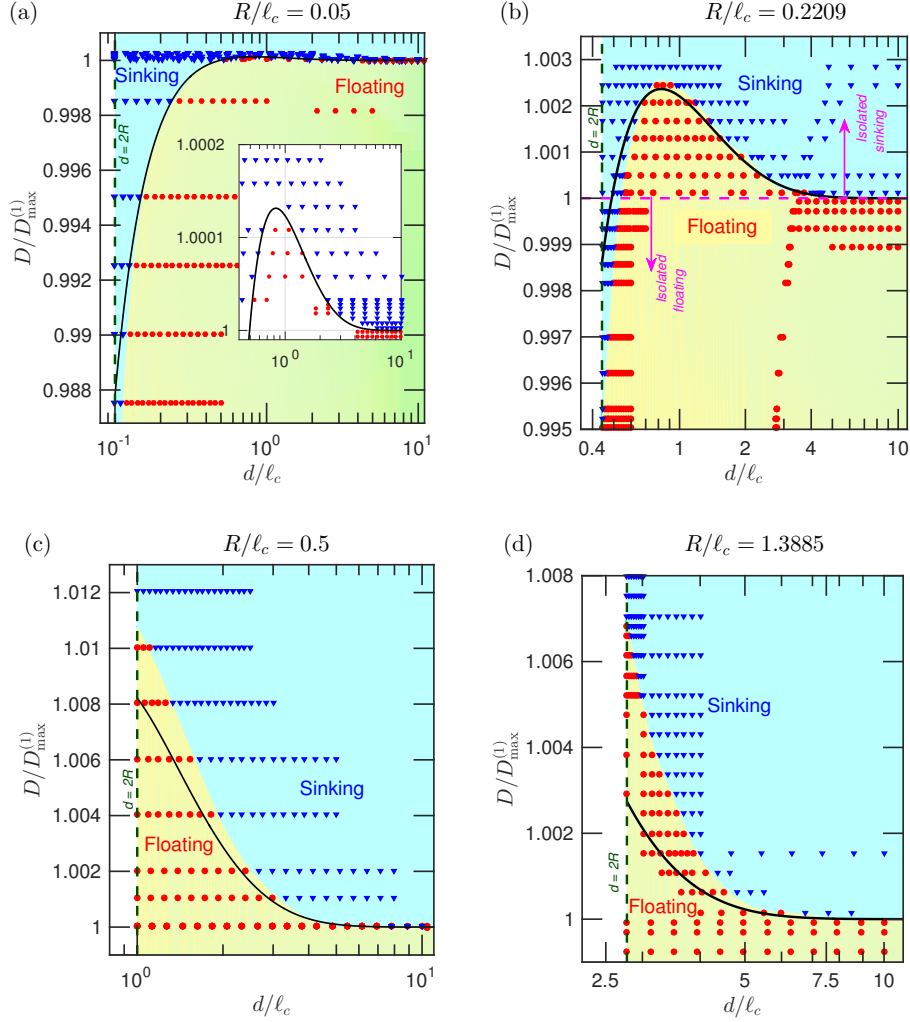 (a)
R/ℓc = 0.05
1
0.998
0.996
0.994
0.992
0.99
0.988
D/D(1)max
Sinking
d = 2R
Floating
1.0002
1.0001
1
10^0
10^1
10^-1
10^0
10^1
d/ℓc
(b)
R/ℓc = 0.2209
1.003
1.002
1.001
1
0.999
0.998
0.997
0.996
0.995
D/D(1)max
d = 2R
Sinking
Isolated
sinking
Floating
Isolated
floating
0.4
1
2
4
10
d/ℓc
(c)
R/ℓc = 0.5
1.012
1.01
1.008
1.006
1.004
1.002
1
D/D(1)max
d = 2R
Sinking
Floating
10^0
10^1
d/ℓc
(d)
R/ℓc = 1.3885
1.008
1.006
1.004
1.002
1
D/D(1)max
Sinking
d = 2R
Floating
2.5
5
7.5
10
d/ℓc